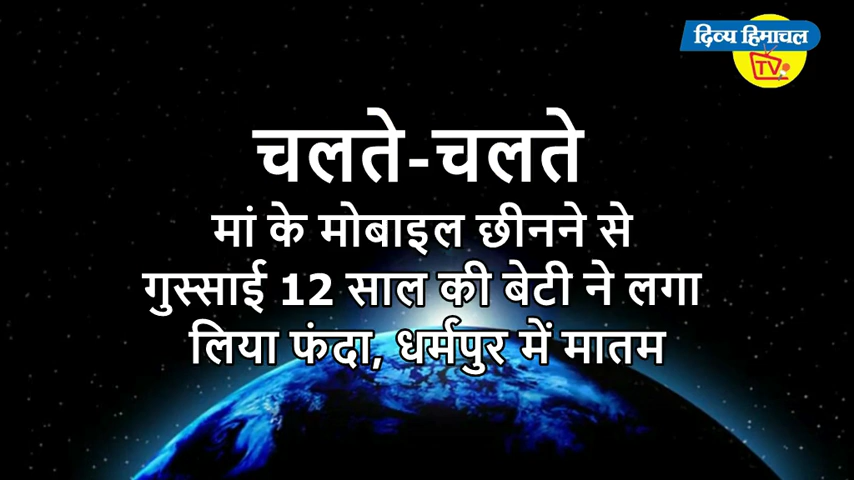 दिव्य हिमाचल
TV
चलते-चलते
मां के मोबाइल छीनने से
गुस्साई 12 साल की बेटी ने लगा
लिया फंदा, धर्मपुर में मातम